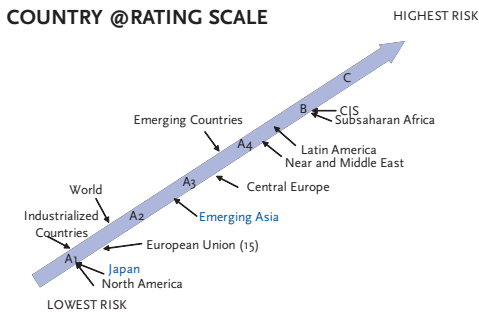 COUNTRY @RATING SCALE
HIGHEST RISK
C
B
CIS
Subsaharan Africa
Emerging Countries
A4
Latin America
Near and Middle East
A3
Central Europe
World
Industrialized
Countries
A2
Emerging Asia
European Union (15)
A1
Japan
North America
LOWEST RISK